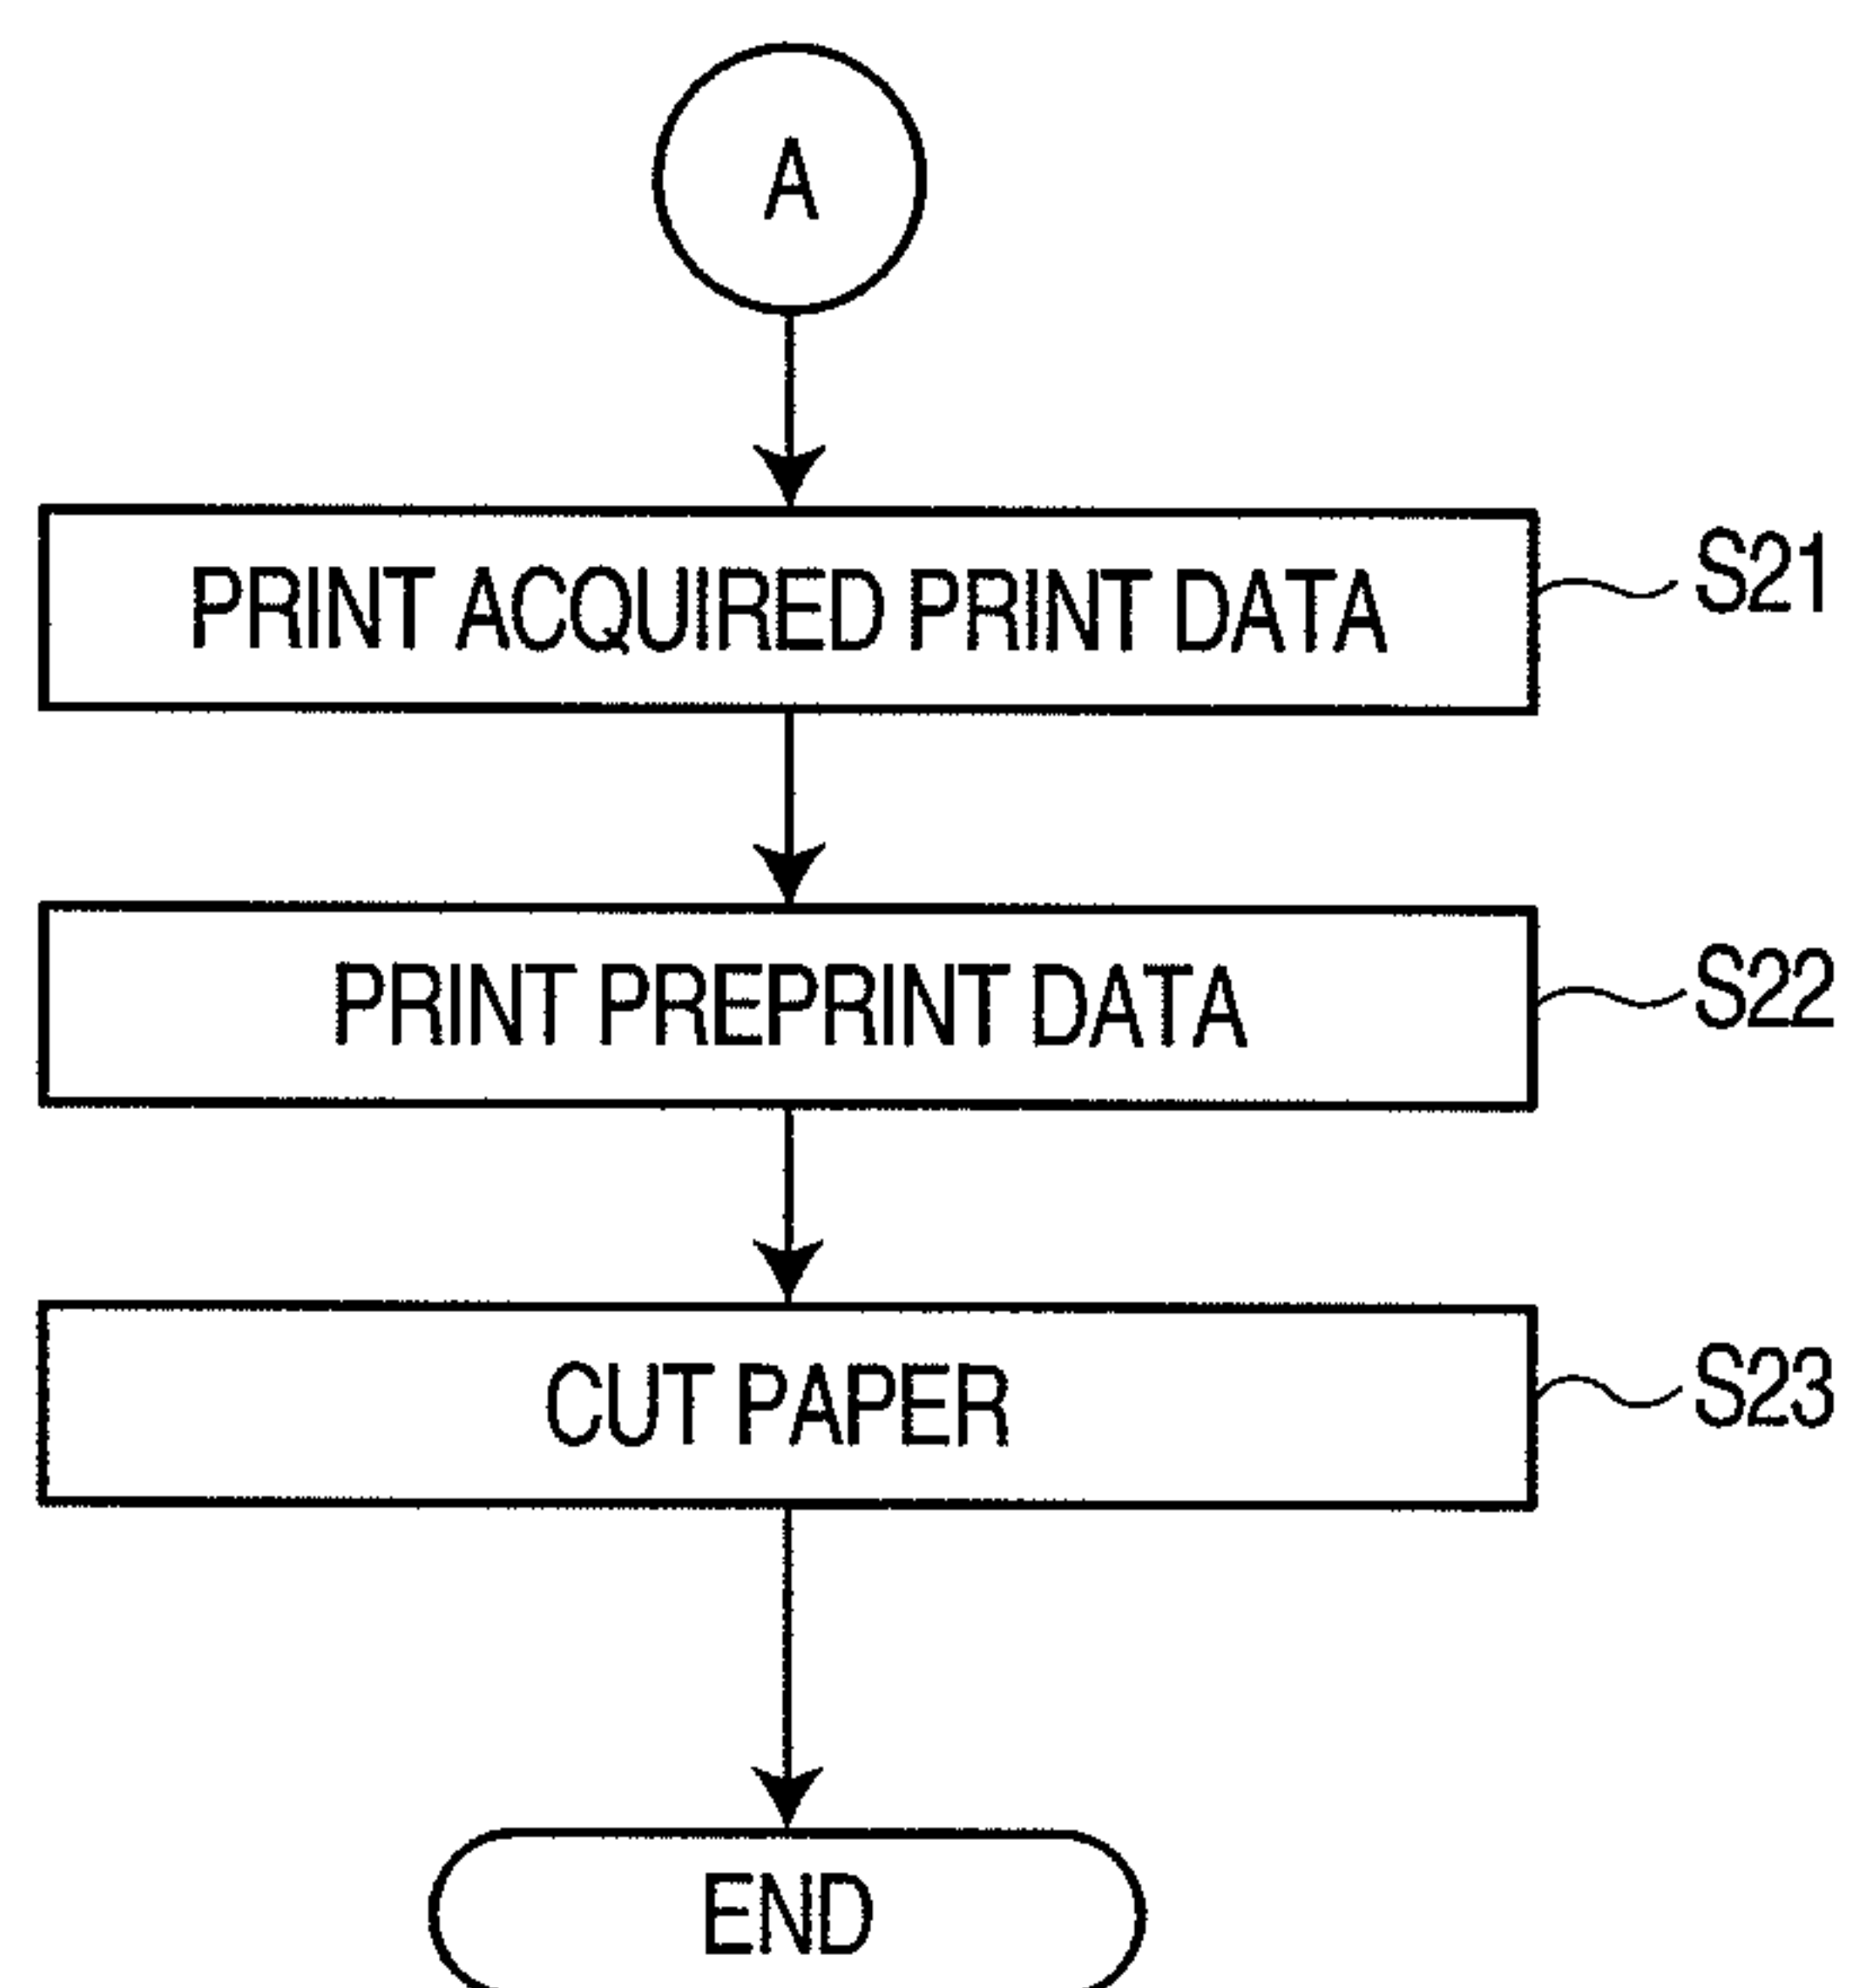 A
PRINT ACQUIRED PRINT DATA
S21
PRINT PREPRINT DATA
S22
CUT PAPER
S23
END